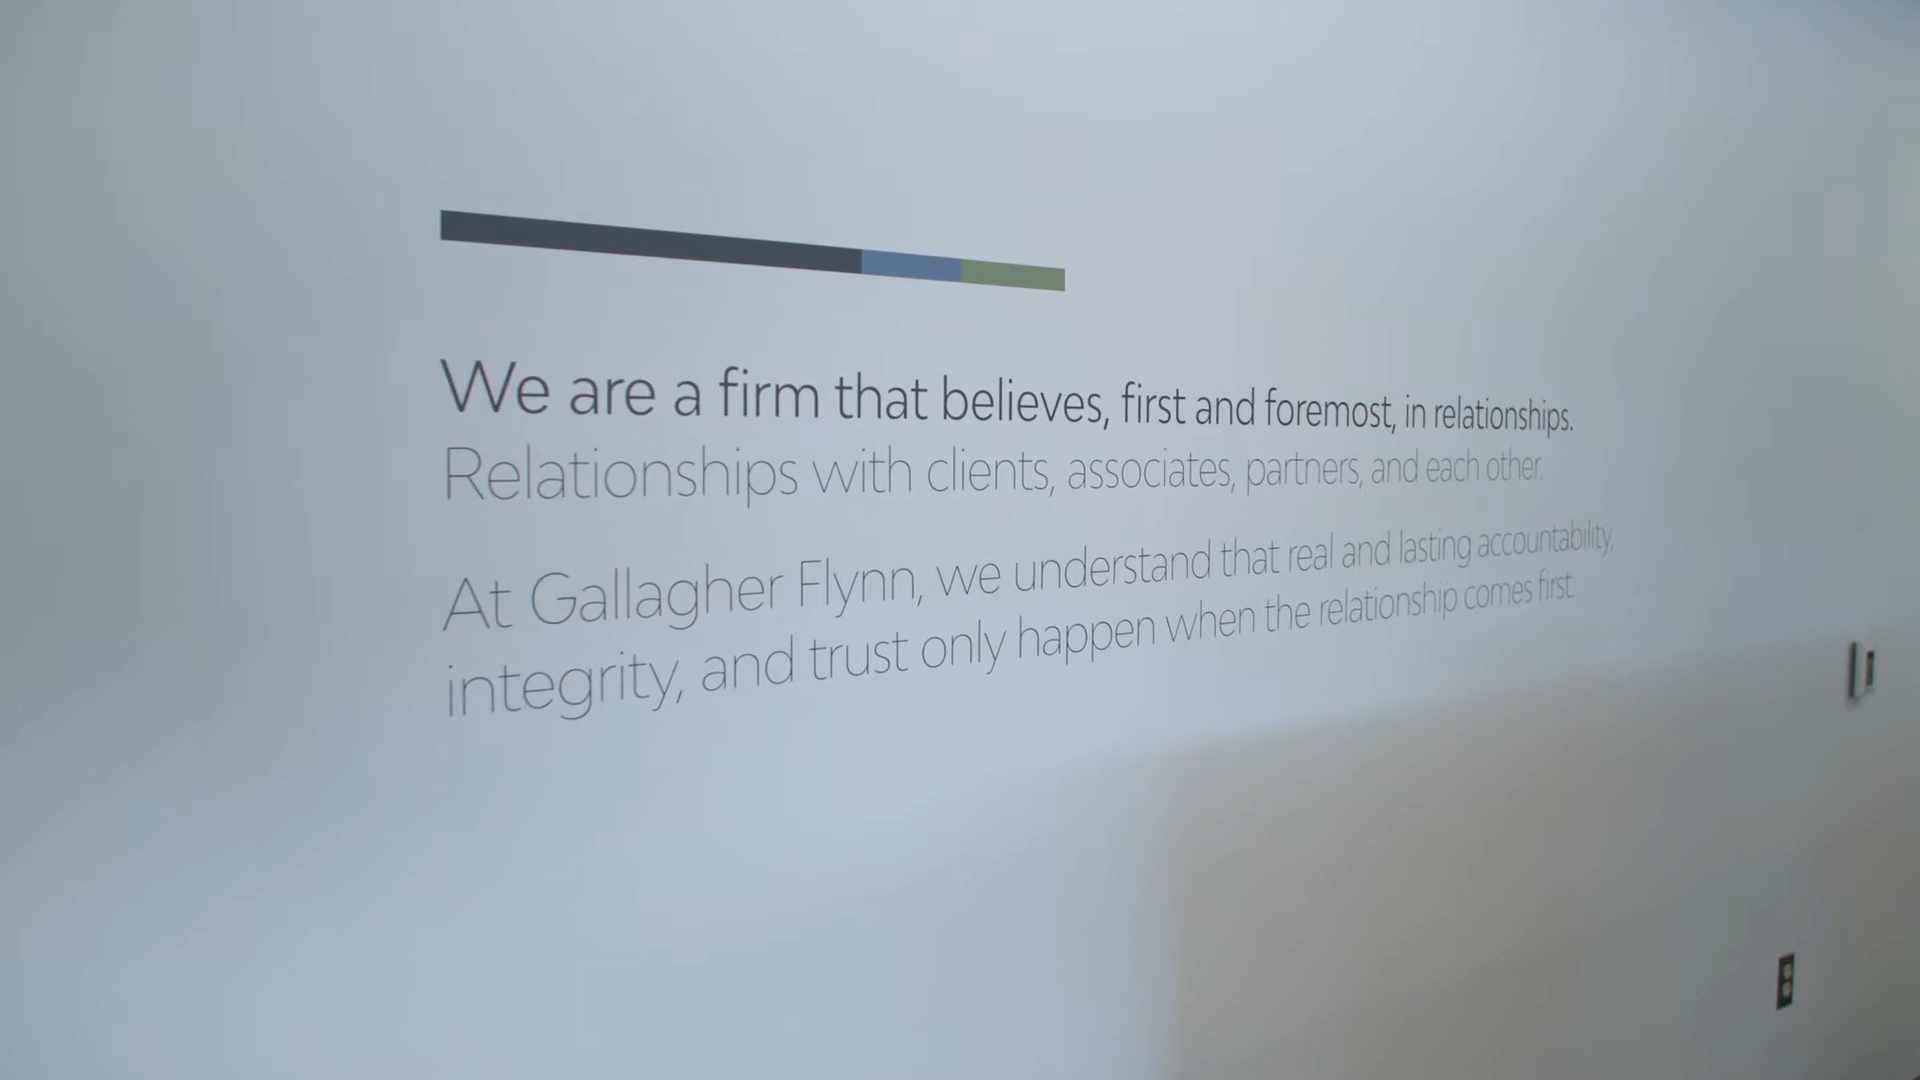 We are a firm that believes, first and foremost, in relationships.
Relationships with clients, associates, partners, and each other.
At Gallagher Flynn, we understand that real and lasting accountability,
integrity, and trust only happen when the relationship comes first.